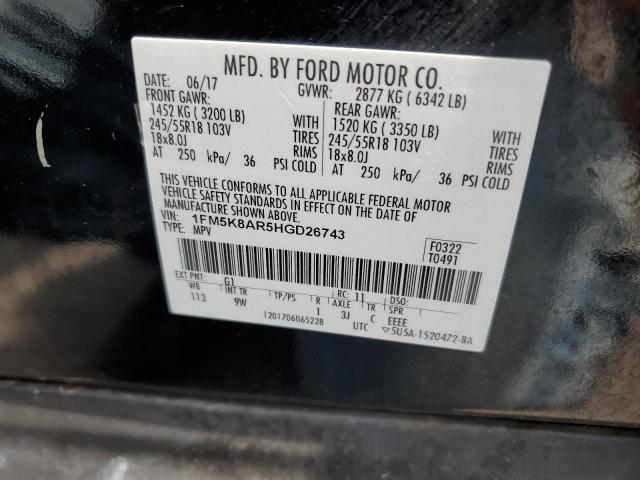 MFD. BY FORD MOTOR CO.
DATE: 06/17 GVWR: 2877 KG ( 6342 LB)
FRONT GAWR: REAR GAWR:
1452 KG ( 3200 LB) WITH 1520 KG ( 3350 LB) WITH
245/55R18 103V TIRES 245/55R18 103V TIRES
18x8.0J RIMS 18x8.0J RIMS
AT 250 kPa/ 36 PSI COLD AT 250 kPa/ 36 PSI COLD
THIS VEHICLE CONFORMS TO ALL APPLICABLE FEDERAL MOTOR
VEHICLE SAFETY STANDARDS IN EFFECT ON THE DATE OF
MANUFACTURE SHOWN ABOVE.
VIN: 1FM5K8AR5HGD26743
TYPE: MPV
F0322
T0491
EXT PNT: G1 RC: 11 DSO:
WB INT TR TP/PS R AXLE TR SPR
113 9W 1 3J C EEEE
1201706065228 UTC 5U5A-1520472-BA